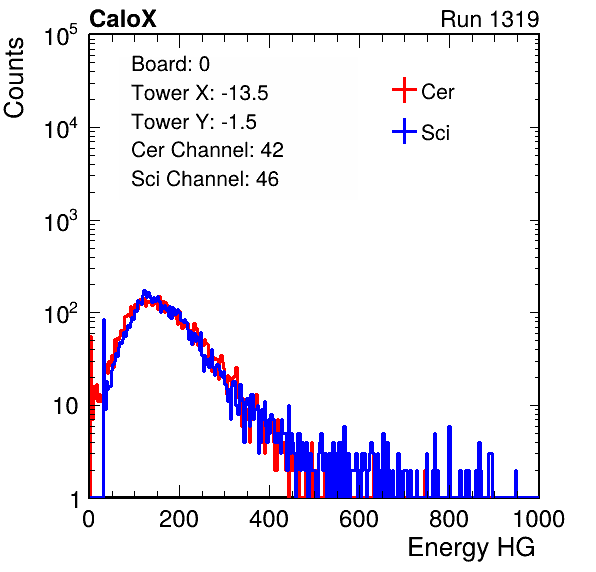 CaloX Run 1319
Counts
10^5
10^4
10^3
10^2
10
1
Board: 0
Tower X: -13.5
Tower Y: -1.5
Cer Channel: 42
Sci Channel: 46
Cer
Sci
0 200 400 600 800 1000
Energy HG